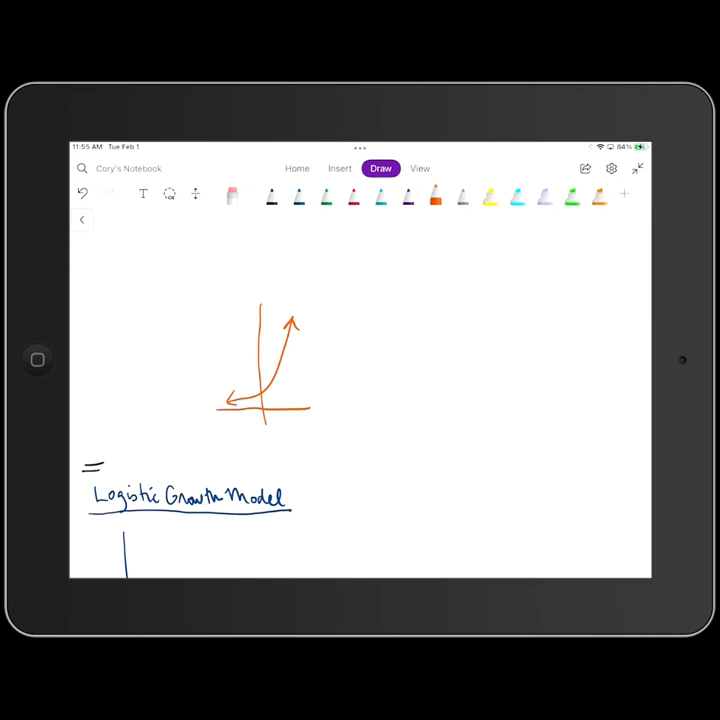 11:55 AM Tue Feb 1
84%
Cory's Notebook
Home Insert Draw View
T
=
Logistic Growth Model